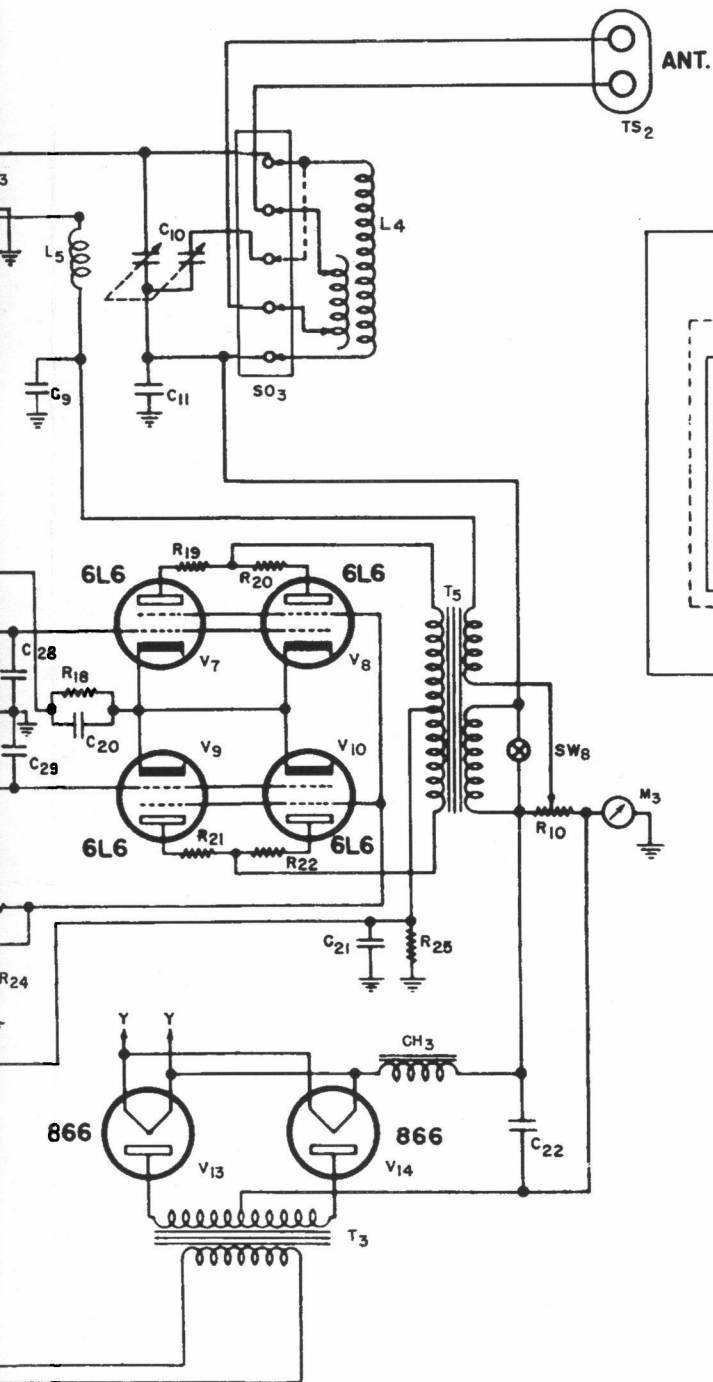 ANT.
TS2
3
C10
L4
L5
C9
C11
SO3
R19
R20
6L6
6L6
T5
C28
V7
V8
R18
C20
C29
V9
V10
SW8
M3
R10
6L6
R21
R22
6L6
C21
R25
R24
Y Y
CH3
866
866
V13
V14
C22
T3